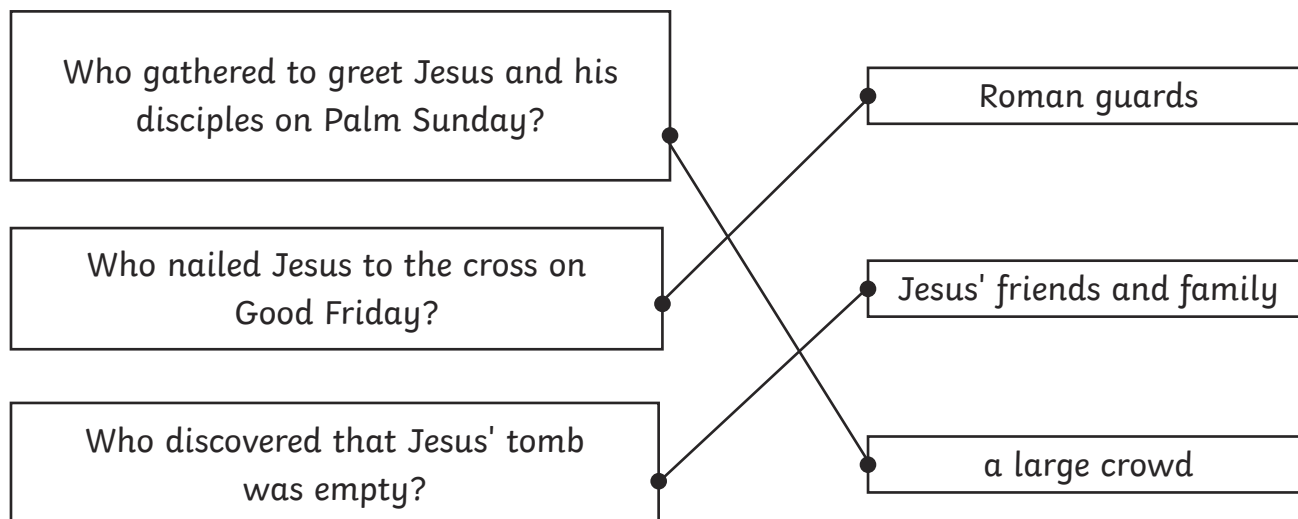 Who gathered to greet Jesus and his
disciples on Palm Sunday?
Who nailed Jesus to the cross on
Good Friday?
Who discovered that Jesus' tomb
was empty?
Roman guards
Jesus' friends and family
a large crowd